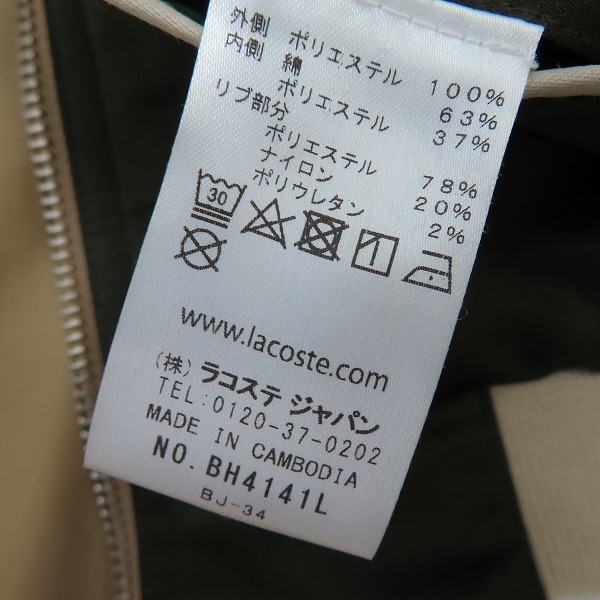 外側 ポリエステル 100%
内側 綿 63%
ポリエステル 37%
リブ部分
ポリエステル 78%
ナイロン 20%
ポリウレタン 2%
30
www.lacoste.com
(株) ラコステ ジャパン
TEL:0120-37-0202
MADE IN CAMBODIA
NO. BH4141L
BJ-34